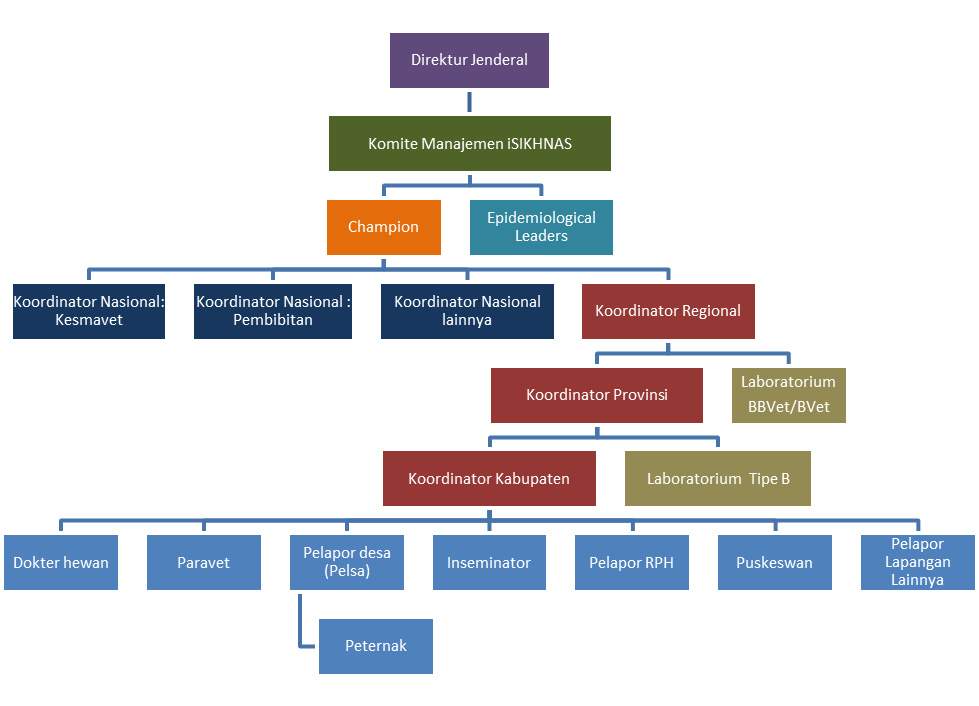 Direktur Jenderal
Komite Manajemen iSIKHNAS
Champion
Epidemiological
Leaders
Koordinator Nasional:
Kesmavet
Koordinator Nasional :
Pembibitan
Koordinator Nasional
lainnya
Koordinator Regional
Koordinator Provinsi
Laboratorium
BBVet/BVet
Koordinator Kabupaten
Laboratorium Tipe B
Dokter hewan
Paravet
Pelapor desa
(Pelsa)
Inseminator
Pelapor RPH
Puskeswan
Pelapor
Lapangan
Lainnya
Peternak